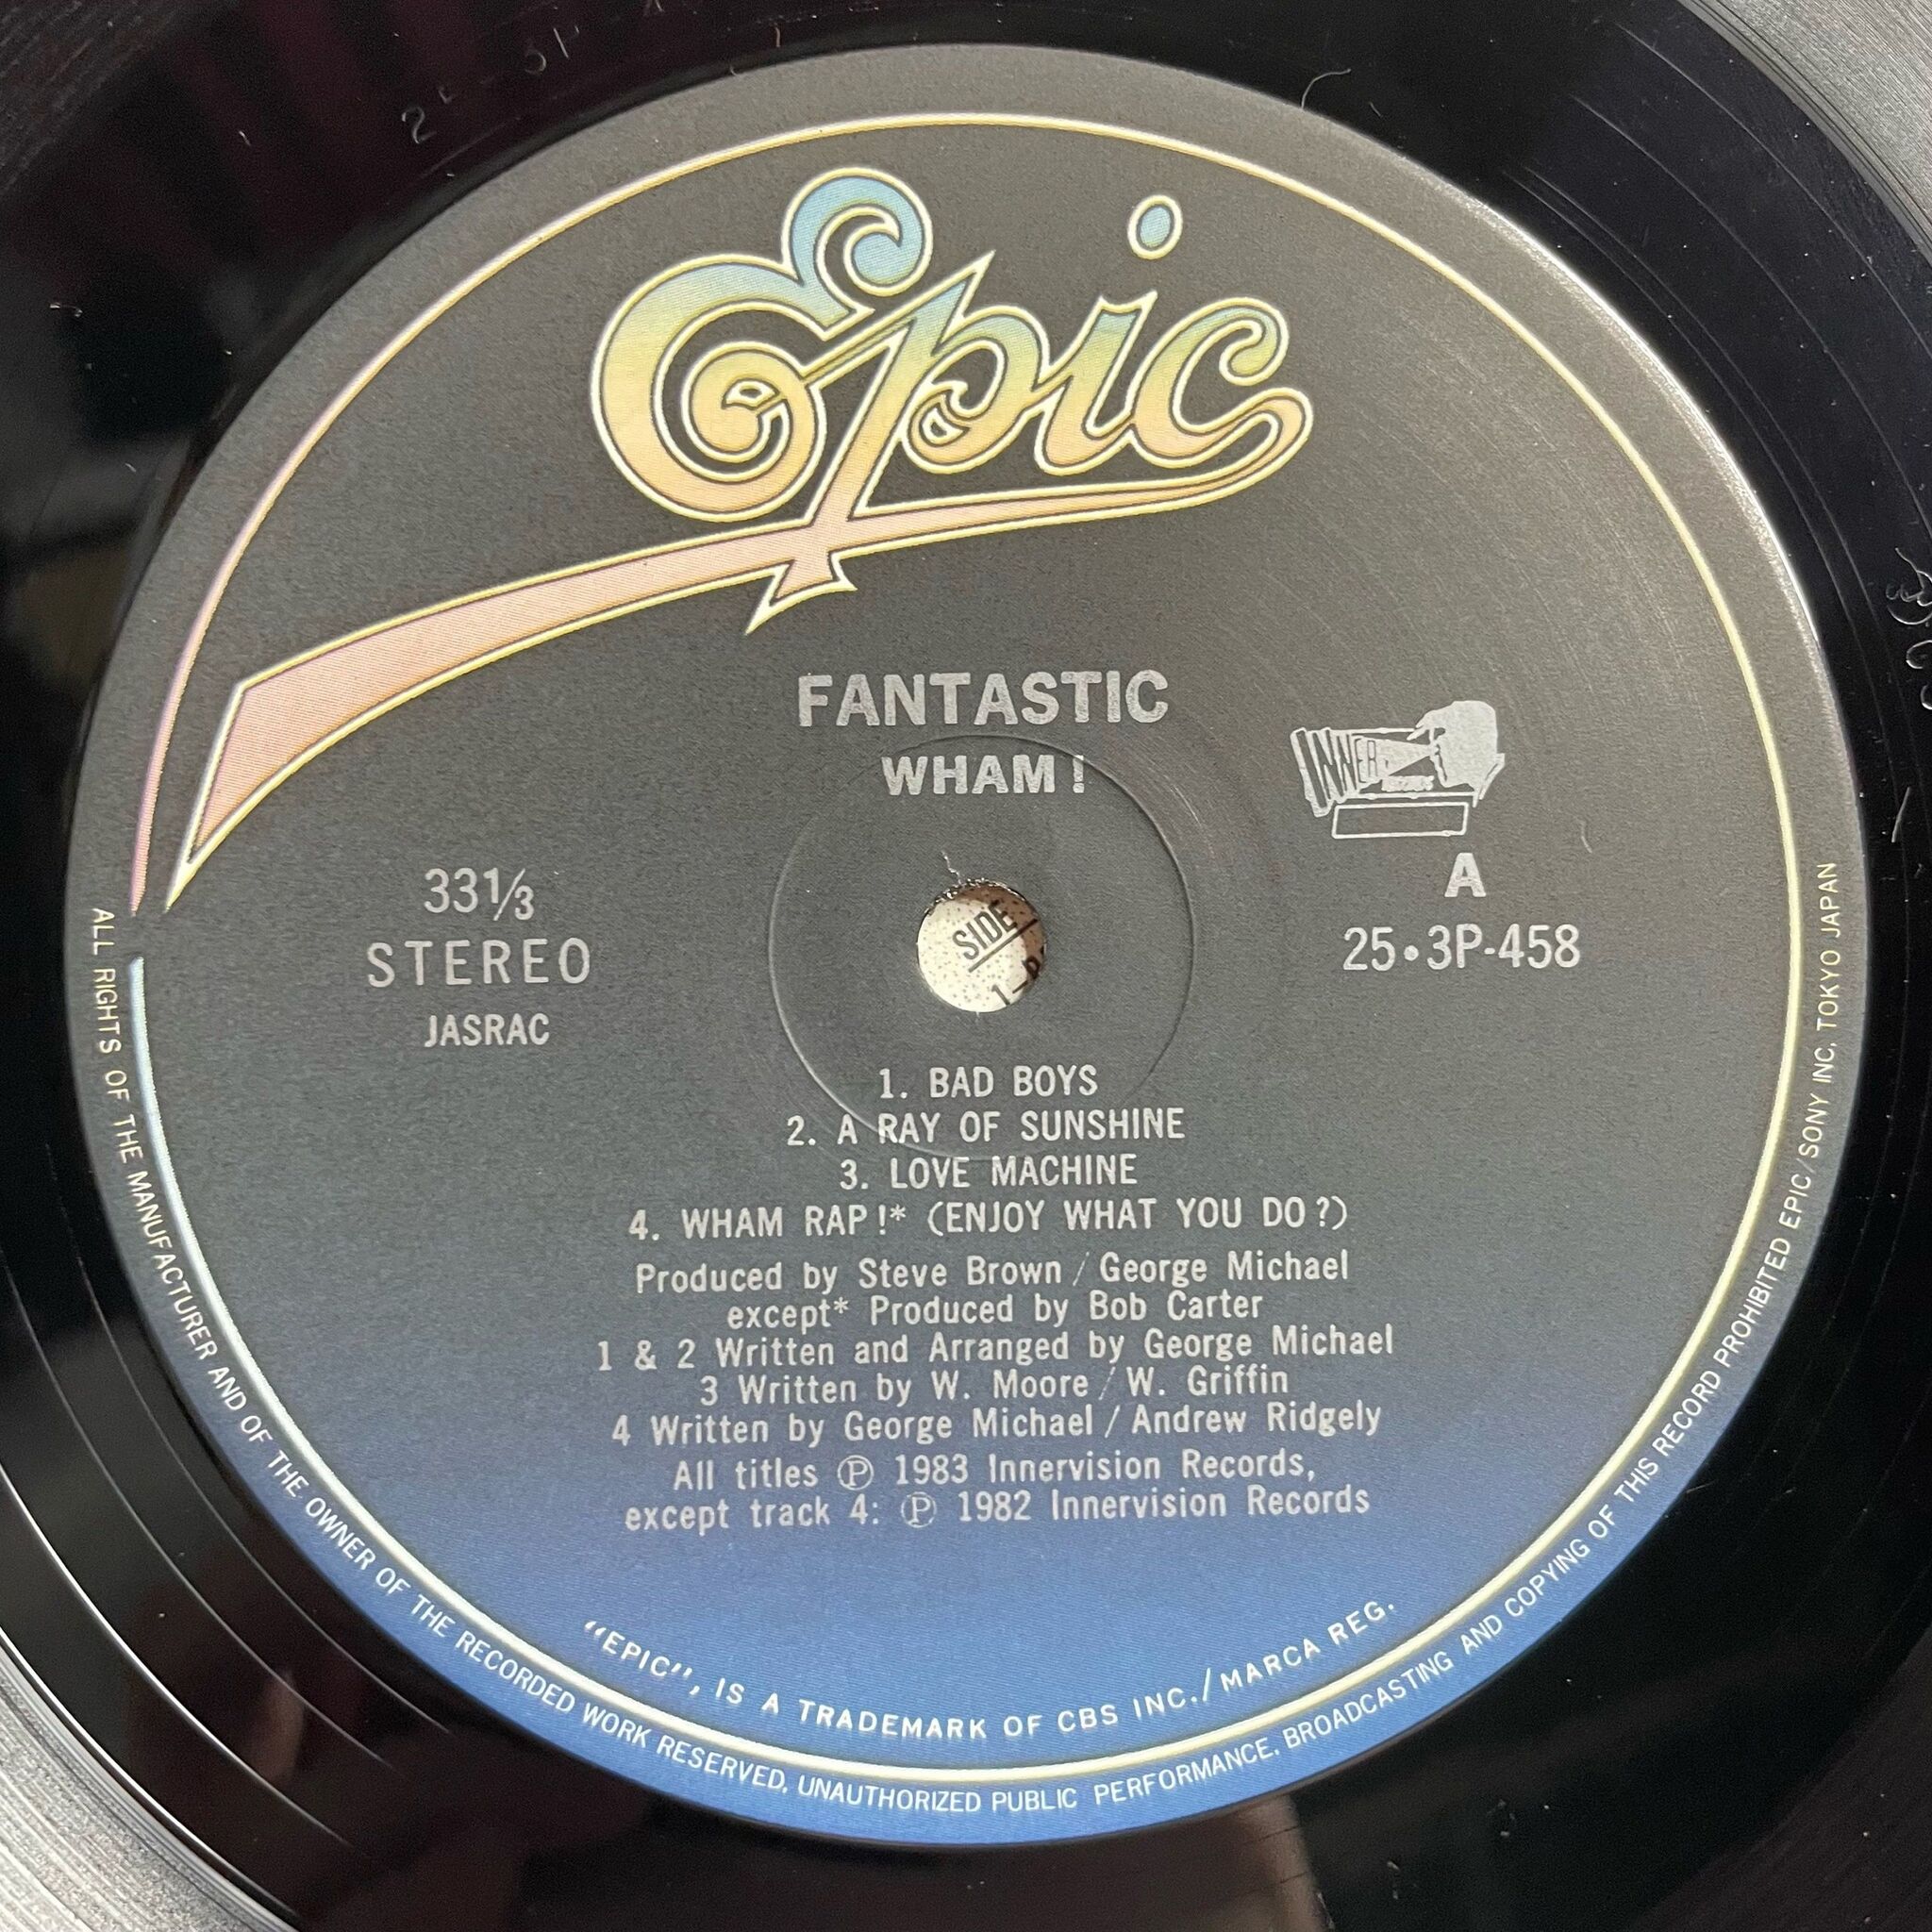 Epic
FANTASTIC
WHAM!
INNER
A
25•3P-458
33 1/3
STEREO
JASRAC
SIDE
1. BAD BOYS
2. A RAY OF SUNSHINE
3. LOVE MACHINE
4. WHAM RAP!* (ENJOY WHAT YOU DO?)
Produced by Steve Brown / George Michael
except* Produced by Bob Carter
1 & 2 Written and Arranged by George Michael
3 Written by W. Moore / W. Griffin
4 Written by George Michael / Andrew Ridgely
All titles ℗ 1983 Innervision Records,
except track 4: ℗ 1982 Innervision Records
"EPIC", IS A TRADEMARK OF CBS INC./MARCA REG.
ALL RIGHTS OF THE MANUFACTURER AND OF THE OWNER OF THE RECORDED WORK RESERVED. UNAUTHORIZED PUBLIC PERFORMANCE. BROADCASTING AND COPYING OF THIS RECORD PROHIBITED EPIC/SONY INC, TOKYO JAPAN